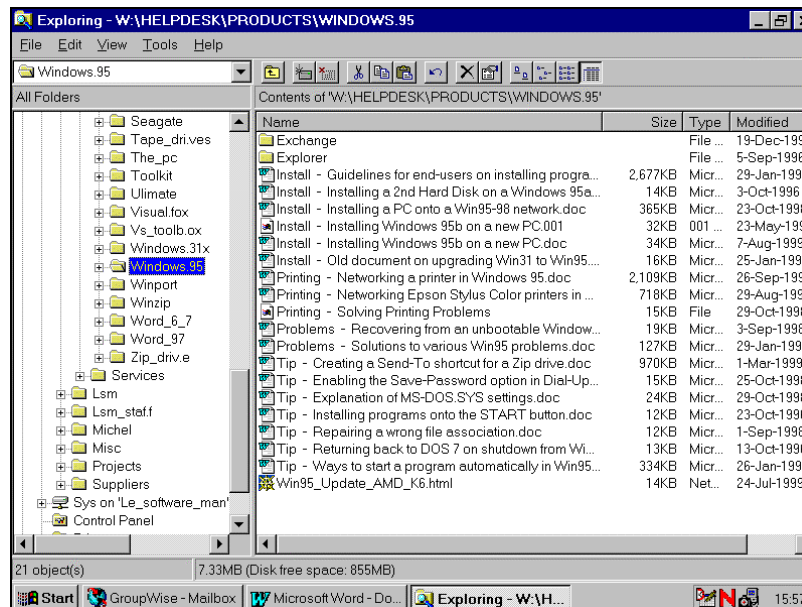 Exploring - W:\HELPDESK\PRODUCTS\WINDOWS.95
File Edit View Tools Help
Windows.95
All Folders
Contents of 'W:\HELPDESK\PRODUCTS\WINDOWS.95'
Seagate
Tape_dri.ves
The_pc
Toolkit
Ulimate
Visual.fox
Vs_toolb.ox
Windows.31x
Windows.95
Winport
Winzip
Word_6_7
Word_97
Zip_driv.e
Services
Lsm
Lsm_staf.f
Michel
Misc
Projects
Suppliers
Sys on 'Le_software_man'
Control Panel
Name Size Type Modified
Exchange File ... 19-Dec-199
Explorer File ... 5-Sep-1996
Install - Guidelines for end-users on installing progra... 2,677KB Micr... 29-Jan-199
Install - Installing a 2nd Hard Disk on a Windows 95a... 14KB Micr... 3-Oct-1996
Install - Installing a PC onto a Win95-98 network.doc 365KB Micr... 23-Oct-1998
Install - Installing Windows 95b on a new PC.001 32KB 001 ... 23-May-199
Install - Installing Windows 95b on a new PC.doc 34KB Micr... 7-Aug-1999
Install - Old document on upgrading Win31 to Win95.... 16KB Micr... 25-Jan-199
Printing - Networking a printer in Windows 95.doc 2,109KB Micr... 26-Sep-199
Printing - Networking Epson Stylus Color printers in ... 718KB Micr... 29-Aug-199
Printing - Solving Printing Problems 15KB File 29-Oct-1998
Problems - Recovering from an unbootable Window... 19KB Micr... 3-Sep-1998
Problems - Solutions to various Win95 problems.doc 127KB Micr... 29-Jan-199
Tip - Creating a Send-To shortcut for a Zip drive.doc 970KB Micr... 1-Mar-1999
Tip - Enabling the Save-Password option in Dial-Up... 15KB Micr... 25-Oct-1998
Tip - Explanation of MS-DOS.SYS settings.doc 24KB Micr... 29-Oct-1998
Tip - Installing programs onto the START button.doc 12KB Micr... 23-Oct-1996
Tip - Repairing a wrong file association.doc 12KB Micr... 1-Sep-1998
Tip - Returning back to DOS 7 on shutdown from Wi... 13KB Micr... 13-Oct-1996
Tip - Ways to start a program automatically in Win95... 334KB Micr... 26-Jan-199
Win95_Update_AMD_K6.html 14KB Net... 24-Jul-1999
21 object(s) 7.33MB (Disk free space: 855MB)
Start GroupWise - Mailbox Microsoft Word - Do... Exploring - W:\H... 15:57